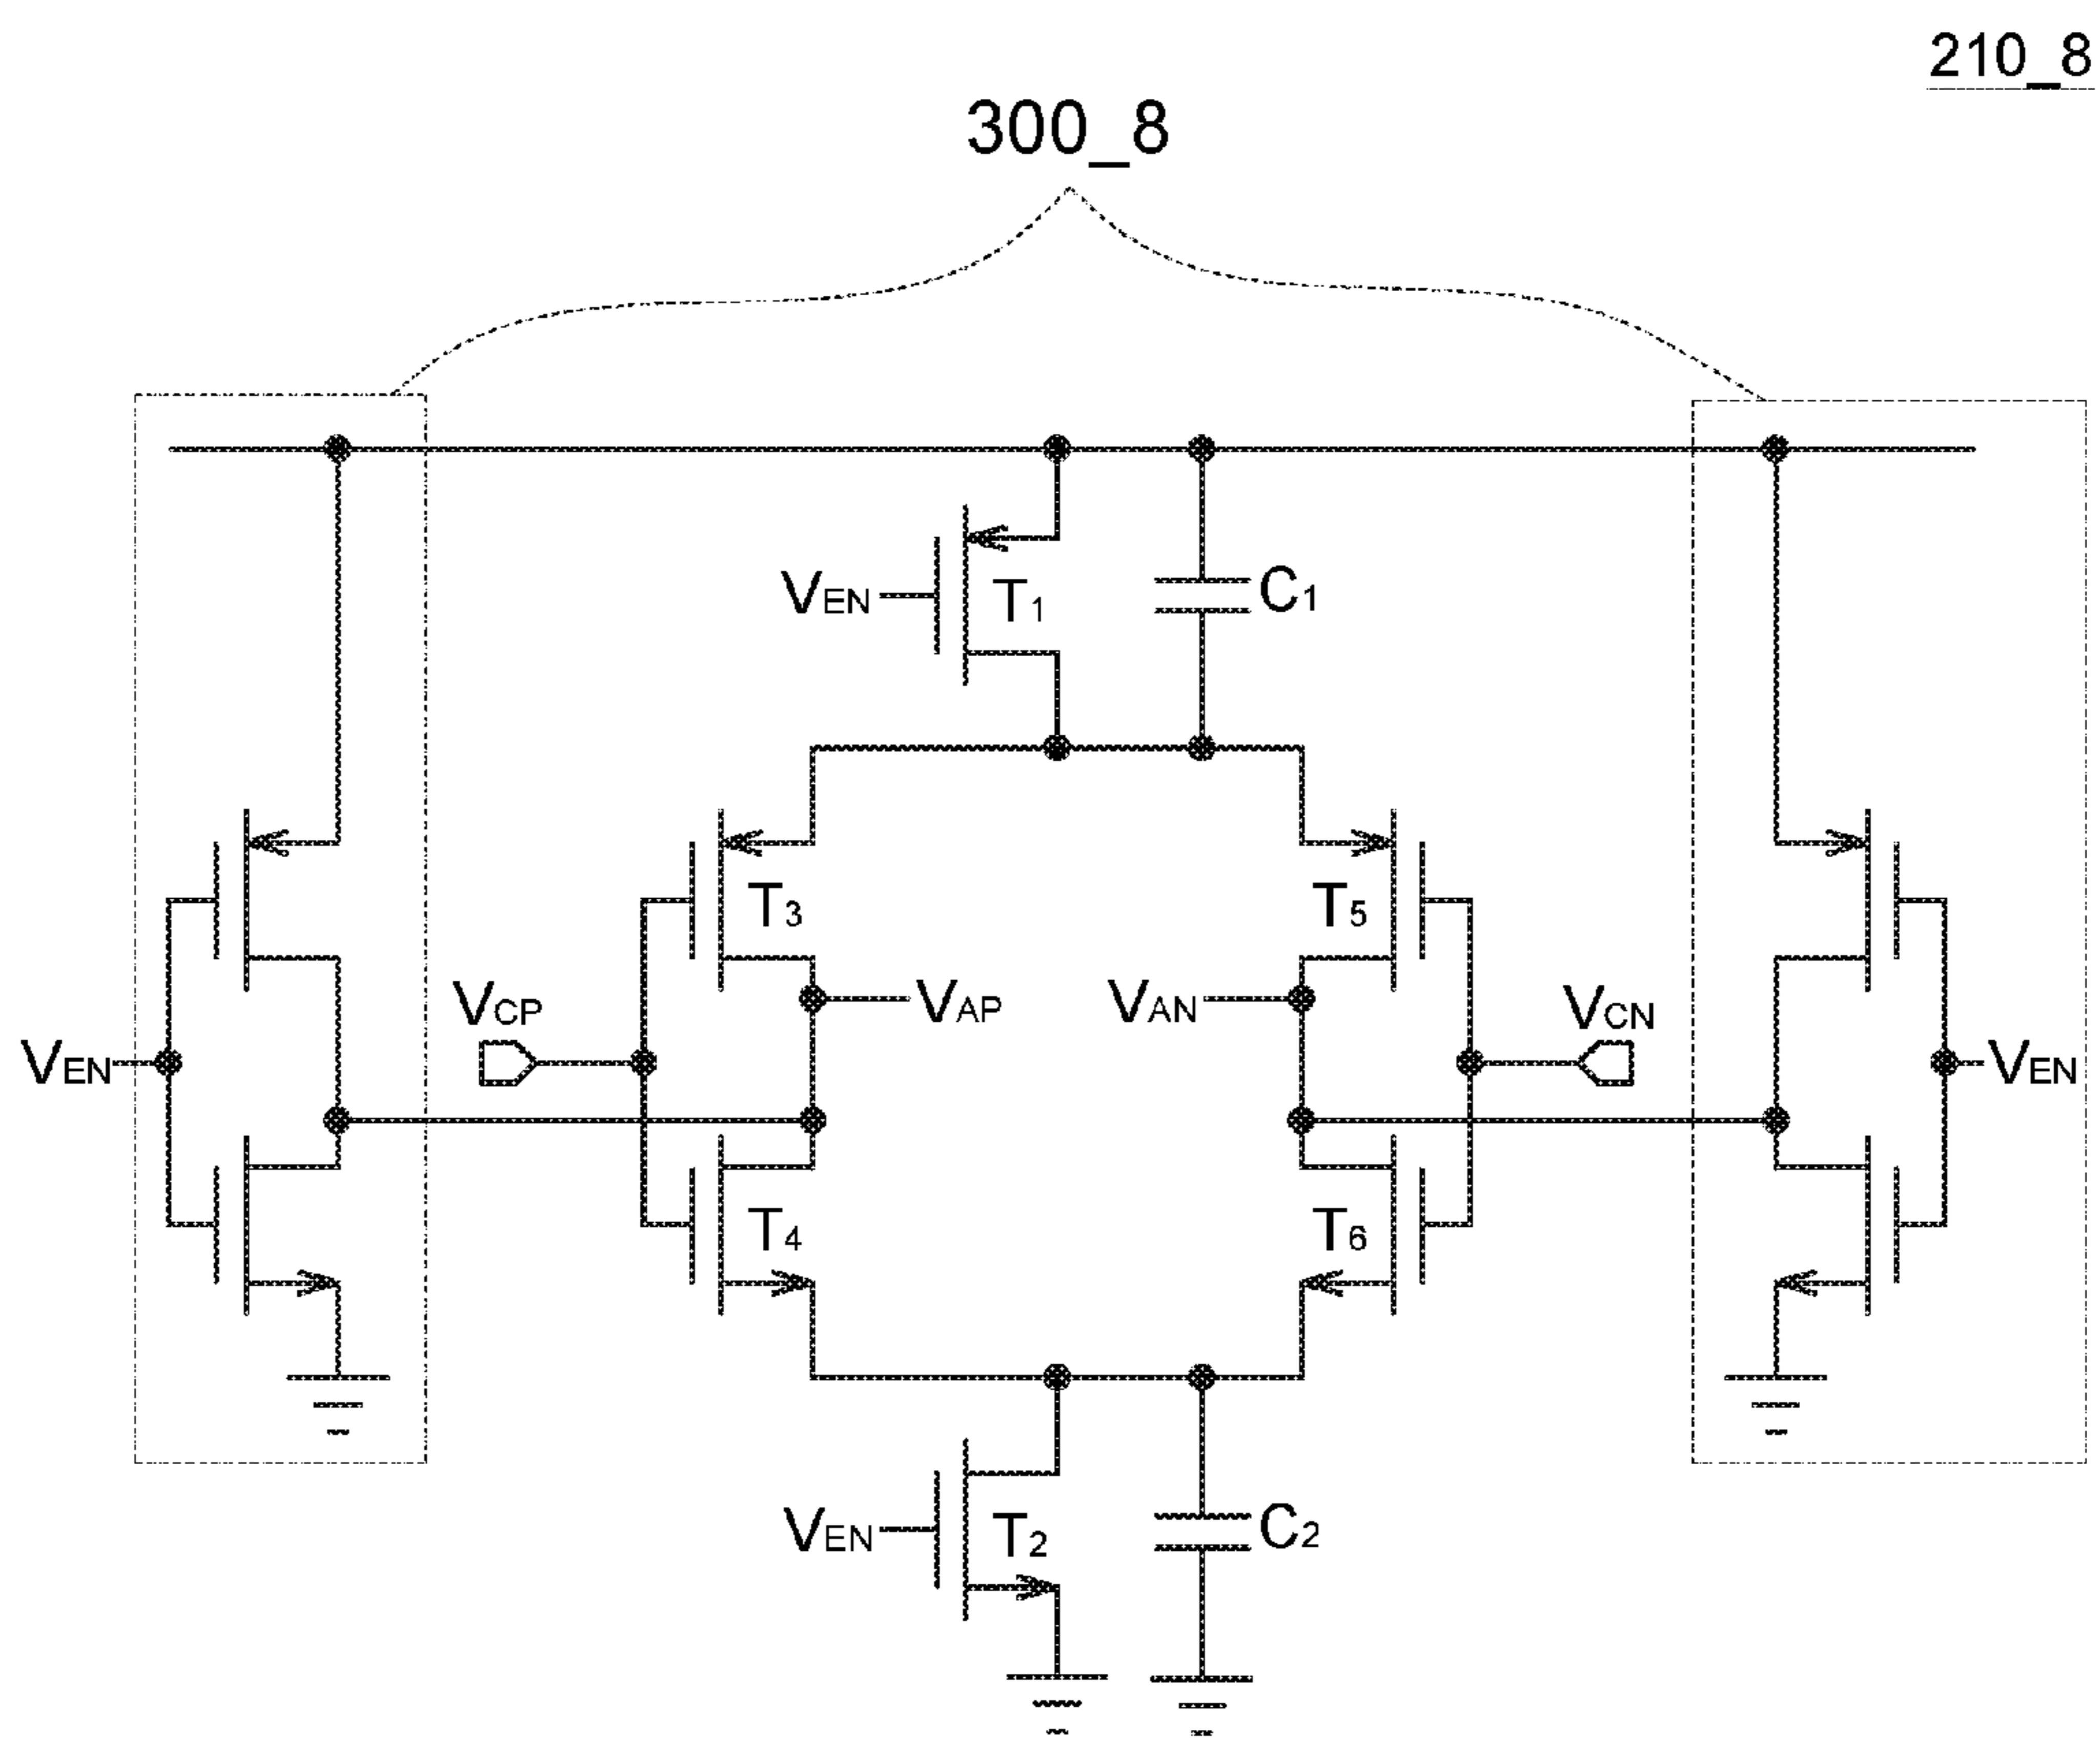 210_8
300_8
VEN
T1
C1
T3
T5
VCP
VAP
VAN
VCN
VEN
VEN
T4
T6
VEN
T2
C2